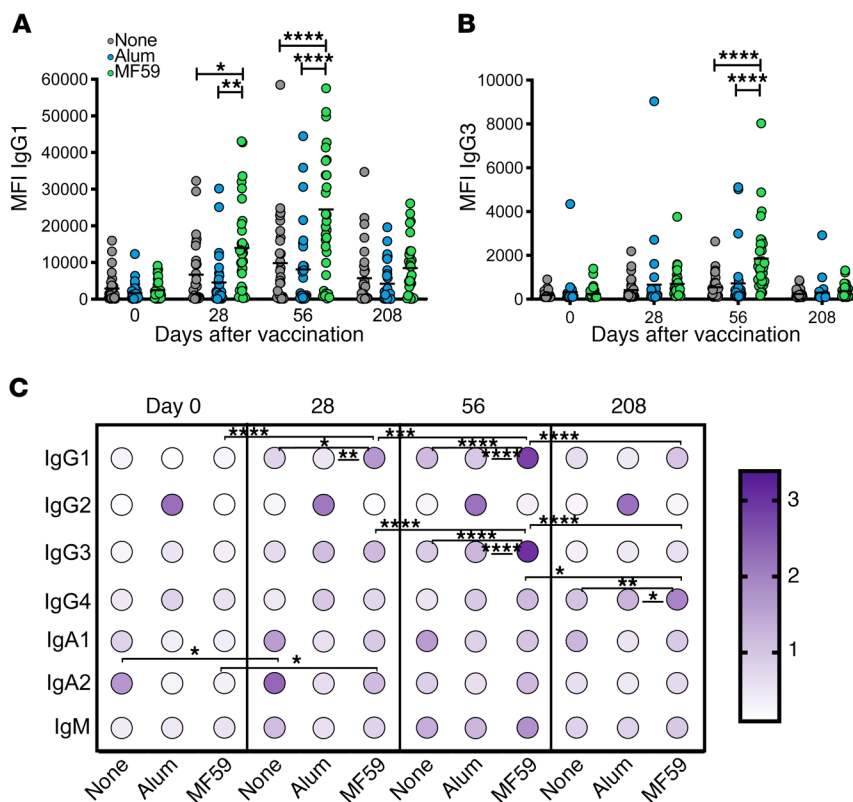 A
None
Alum
MF59
MFI IgG1
60000
50000
40000
30000
20000
10000
0
* ** **** ****
0 28 56 208
Days after vaccination
B
MFI IgG3
10000
8000
6000
4000
2000
0
**** ****
0 28 56 208
Days after vaccination
C
Day 0 28 56 208
**** *** ****
IgG1 * ** **** ****
IgG2
**** ****
IgG3 **** ****
*
IgG4 ** *
IgA1
* *
IgA2
IgM
None Alum MF59 None Alum MF59 None Alum MF59 None Alum MF59
3
2
1